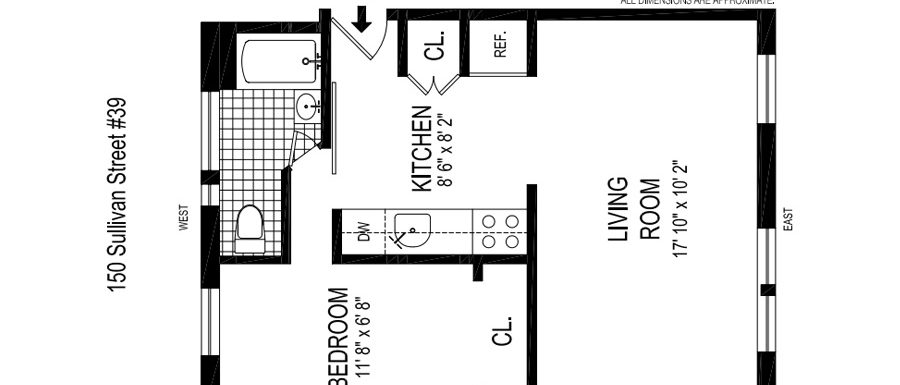 ALL DIMENSIONS ARE APPROXIMATE.
150 Sullivan Street #39
WEST
CL.
REF.
KITCHEN
8' 6" x 8' 2"
DW
LIVING
ROOM
17' 10" x 10' 2"
EAST
BEDROOM
11' 8" x 6' 8"
CL.